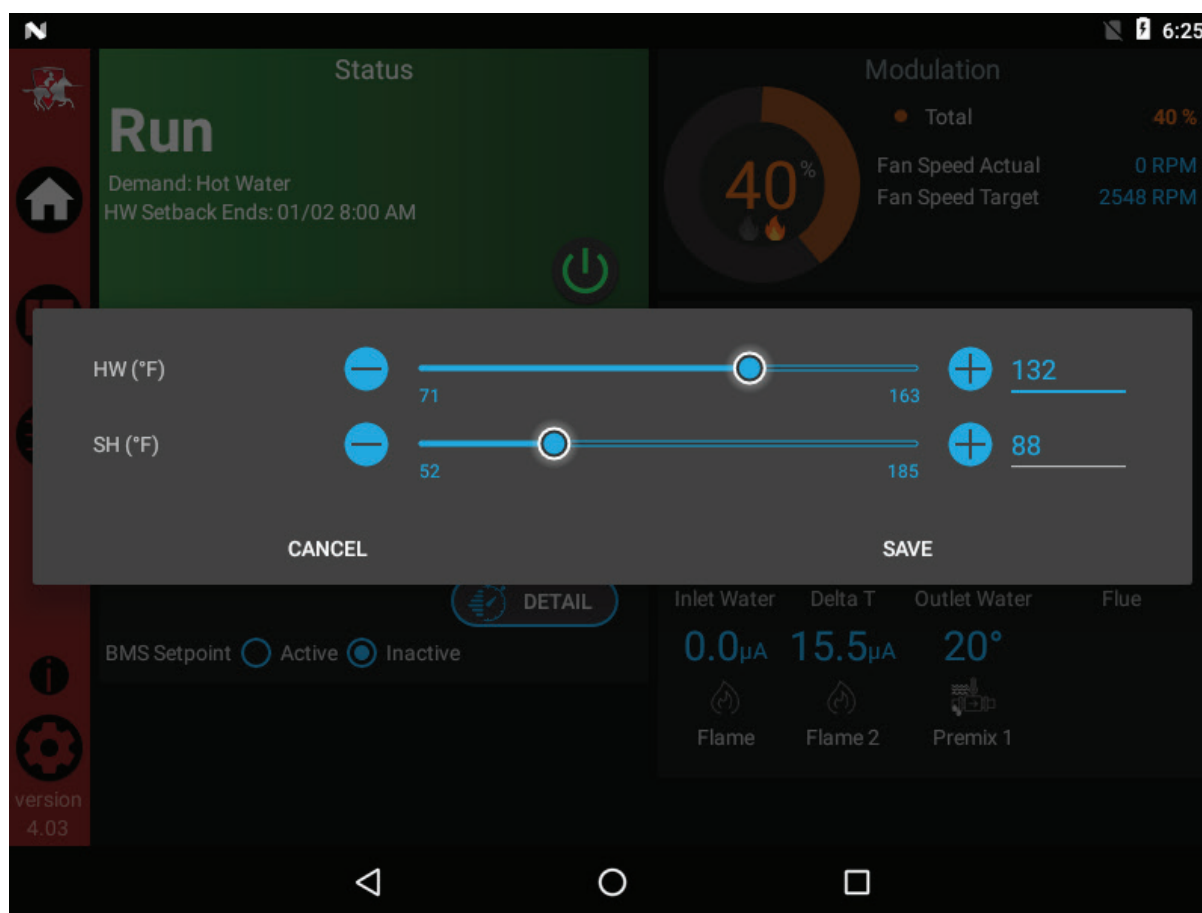 6:25
Status
Run
Demand: Hot Water
HW Setback Ends: 01/02 8:00 AM
Modulation
40 %
Total 40 %
Fan Speed Actual 0 RPM
Fan Speed Target 2548 RPM
HW (°F) 132
71 163
SH (°F) 88
52 185
CANCEL SAVE
DETAIL
BMS Setpoint Active Inactive
Inlet Water Delta T Outlet Water Flue
0.0µA 15.5µA 20°
Flame Flame 2 Premix 1
version
4.03